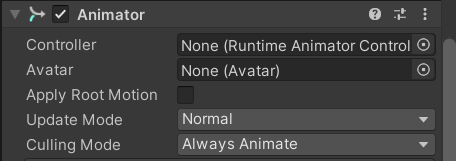 Animator
Controller None (Runtime Animator Control
Avatar None (Avatar)
Apply Root Motion
Update Mode Normal
Culling Mode Always Animate